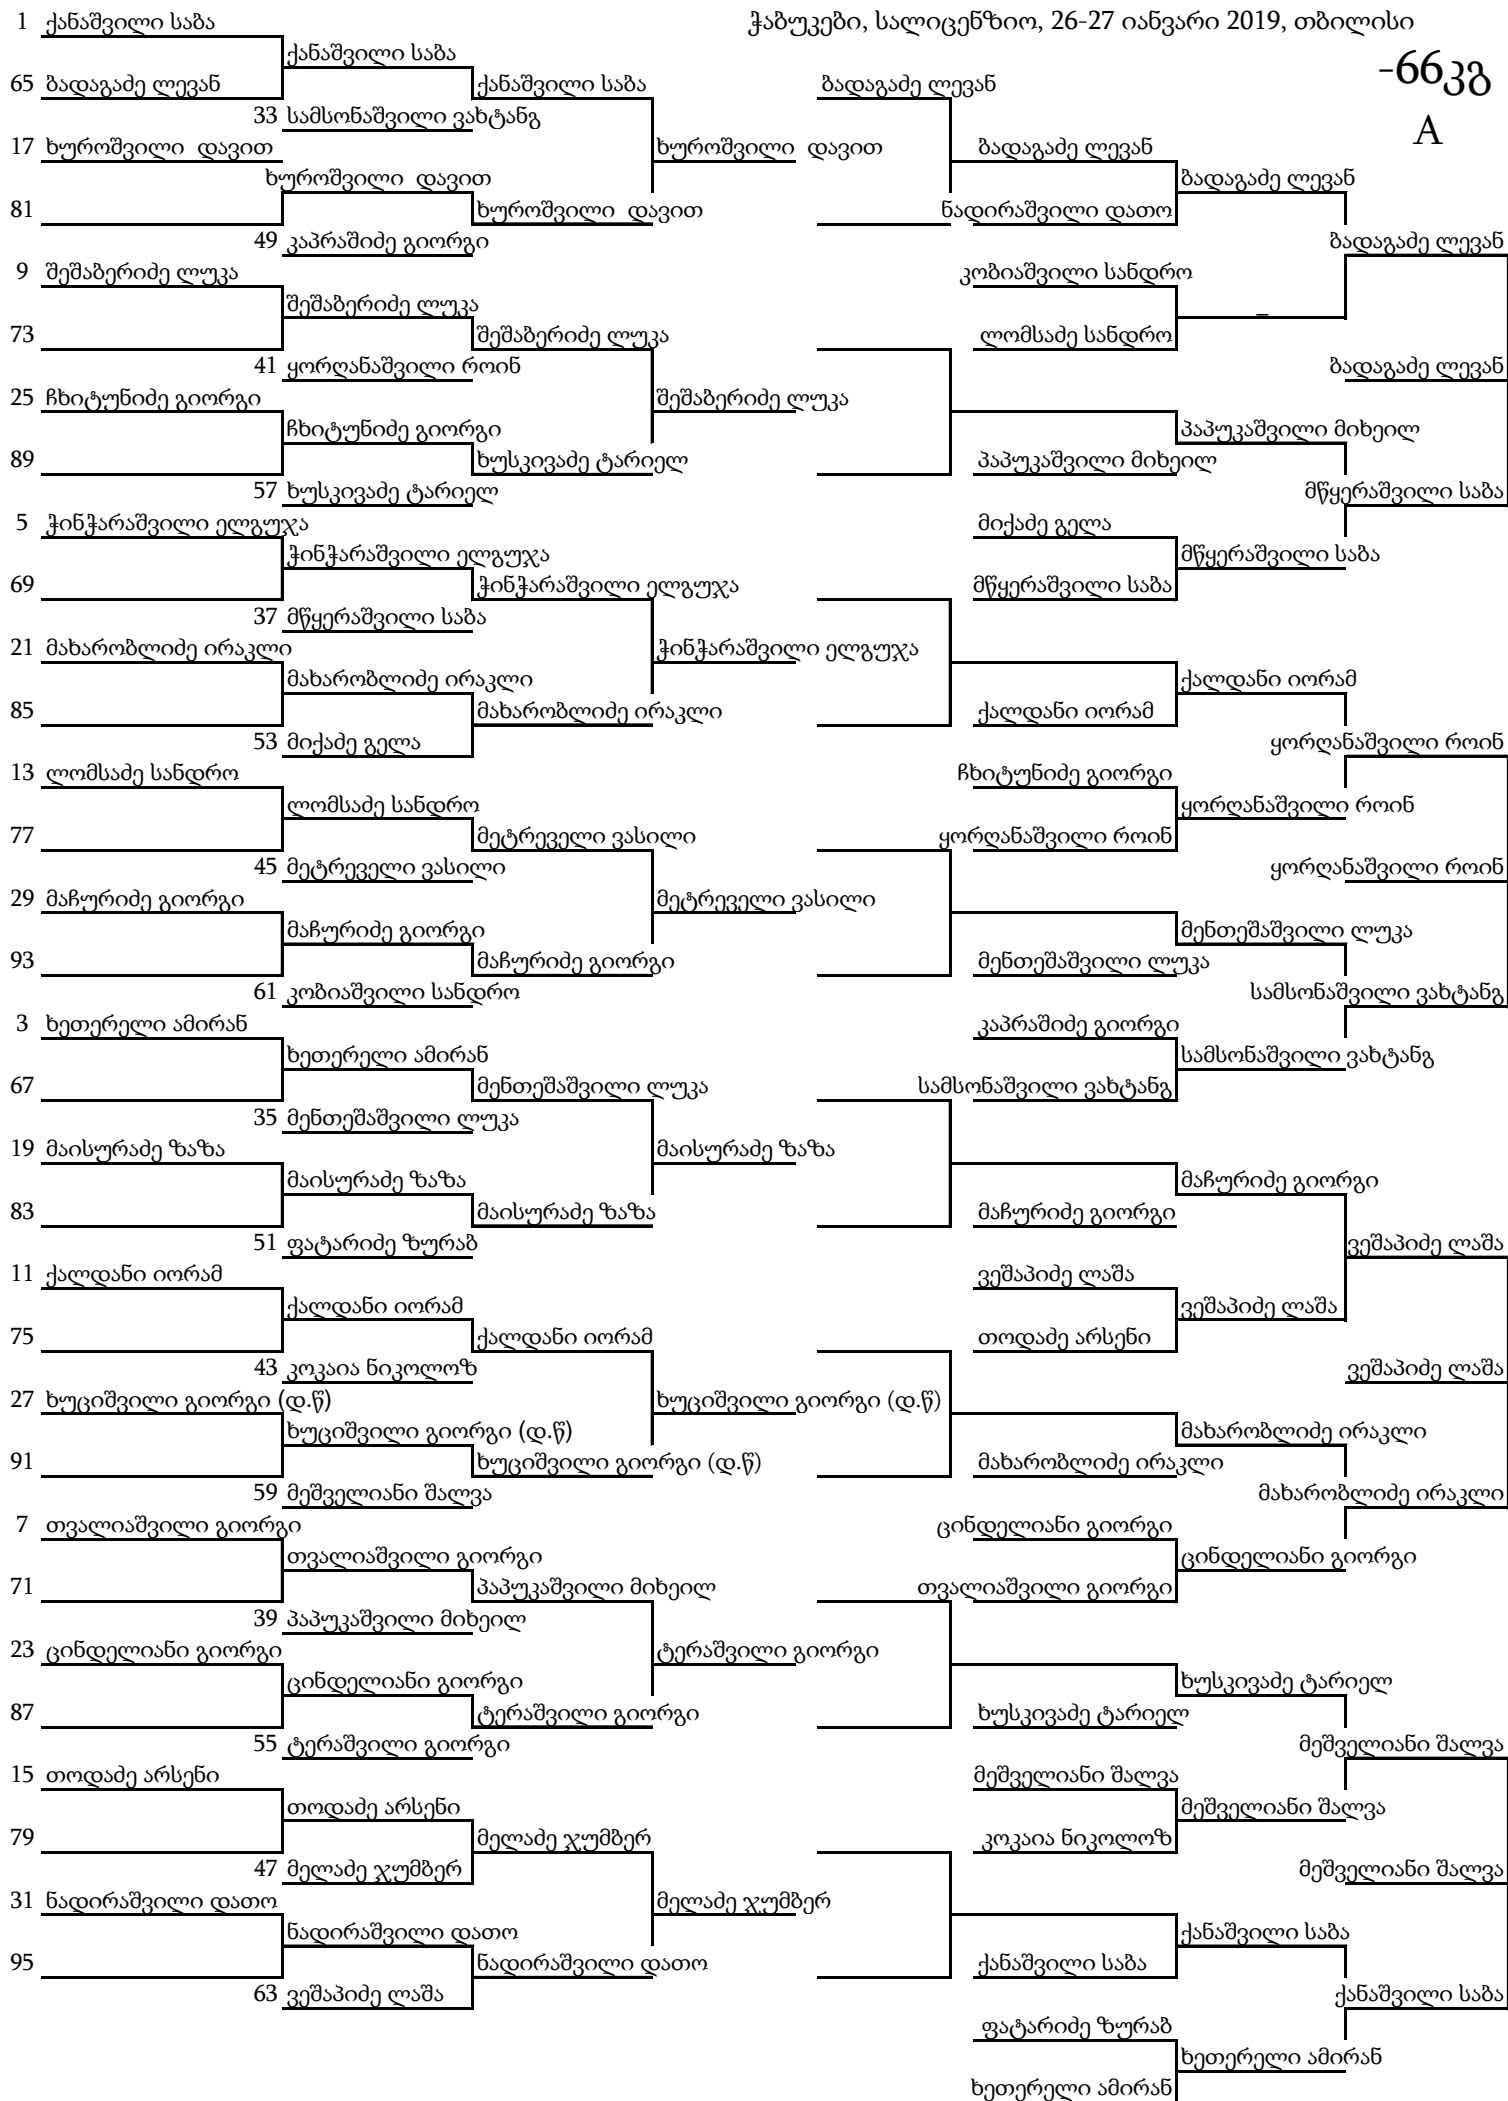 1 ქანაშვილი საბა
ჭაბუკები, სალიცენზიო, 26-27 იანვარი 2019, თბილისი
ქანაშვილი საბა
-66კგ
65 ბადაგაძე ლევან
ქანაშვილი საბა
ბადაგაძე ლევან
33 სამსონაშვილი ვახტანგ
A
17 ხუროშვილი დავით
ხუროშვილი დავით
ბადაგაძე ლევან
ხუროშვილი დავით
ბადაგაძე ლევან
81
ხუროშვილი დავით
ნადირაშვილი დათო
49 კაპრაშიძე გიორგი
ბადაგაძე ლევან
9 შეშაბერიძე ლუკა
კობიაშვილი სანდრო
შეშაბერიძე ლუკა
–
73
შეშაბერიძე ლუკა
ლომსაძე სანდრო
41 ყორღანაშვილი როინ
ბადაგაძე ლევან
25 ჩხიტუნიძე გიორგი
შეშაბერიძე ლუკა
ჩხიტუნიძე გიორგი
პაპუკაშვილი მიხეილ
89
ხუსკივაძე ტარიელ
პაპუკაშვილი მიხეილ
57 ხუსკივაძე ტარიელ
მწყერაშვილი საბა
5 ჭინჭარაშვილი ელგუჯა
მიქაძე გელა
ჭინჭარაშვილი ელგუჯა
მწყერაშვილი საბა
69
ჭინჭარაშვილი ელგუჯა
მწყერაშვილი საბა
37 მწყერაშვილი საბა
21 მახარობლიძე ირაკლი
ჭინჭარაშვილი ელგუჯა
მახარობლიძე ირაკლი
ქალდანი იორამ
85
მახარობლიძე ირაკლი
ქალდანი იორამ
53 მიქაძე გელა
ყორღანაშვილი როინ
13 ლომსაძე სანდრო
ჩხიტუნიძე გიორგი
ლომსაძე სანდრო
ყორღანაშვილი როინ
77
მეტრეველი ვასილი
ყორღანაშვილი როინ
45 მეტრეველი ვასილი
ყორღანაშვილი როინ
29 მაჩურიძე გიორგი
მეტრეველი ვასილი
მაჩურიძე გიორგი
მენთეშაშვილი ლუკა
93
მაჩურიძე გიორგი
მენთეშაშვილი ლუკა
61 კობიაშვილი სანდრო
სამსონაშვილი ვახტანგ
3 ხეთერელი ამირან
კაპრაშიძე გიორგი
ხეთერელი ამირან
სამსონაშვილი ვახტანგ
67
მენთეშაშვილი ლუკა
სამსონაშვილი ვახტანგ
35 მენთეშაშვილი ლუკა
19 მაისურაძე ზაზა
მაისურაძე ზაზა
მაისურაძე ზაზა
მაჩურიძე გიორგი
83
მაისურაძე ზაზა
მაჩურიძე გიორგი
51 ფატარიძე ზურაბ
ვეშაპიძე ლაშა
11 ქალდანი იორამ
ვეშაპიძე ლაშა
ქალდანი იორამ
ვეშაპიძე ლაშა
75
ქალდანი იორამ
თოდაძე არსენი
43 კოკაია ნიკოლოზ
ვეშაპიძე ლაშა
27 ხუციშვილი გიორგი (დ.წ)
ხუციშვილი გიორგი (დ.წ)
ხუციშვილი გიორგი (დ.წ)
მახარობლიძე ირაკლი
91
ხუციშვილი გიორგი (დ.წ)
მახარობლიძე ირაკლი
59 მეშველიანი შალვა
მახარობლიძე ირაკლი
7 თვალიაშვილი გიორგი
ცინდელიანი გიორგი
თვალიაშვილი გიორგი
ცინდელიანი გიორგი
71
პაპუკაშვილი მიხეილ
თვალიაშვილი გიორგი
39 პაპუკაშვილი მიხეილ
23 ცინდელიანი გიორგი
ტერაშვილი გიორგი
ცინდელიანი გიორგი
ხუსკივაძე ტარიელ
87
ტერაშვილი გიორგი
ხუსკივაძე ტარიელ
55 ტერაშვილი გიორგი
მეშველიანი შალვა
15 თოდაძე არსენი
მეშველიანი შალვა
თოდაძე არსენი
მეშველიანი შალვა
79
მელაძე ჯუმბერ
კოკაია ნიკოლოზ
47 მელაძე ჯუმბერ
მეშველიანი შალვა
31 ნადირაშვილი დათო
მელაძე ჯუმბერ
ნადირაშვილი დათო
ქანაშვილი საბა
95
ნადირაშვილი დათო
ქანაშვილი საბა
63 ვეშაპიძე ლაშა
ქანაშვილი საბა
ფატარიძე ზურაბ
ხეთერელი ამირან
ხეთერელი ამირან